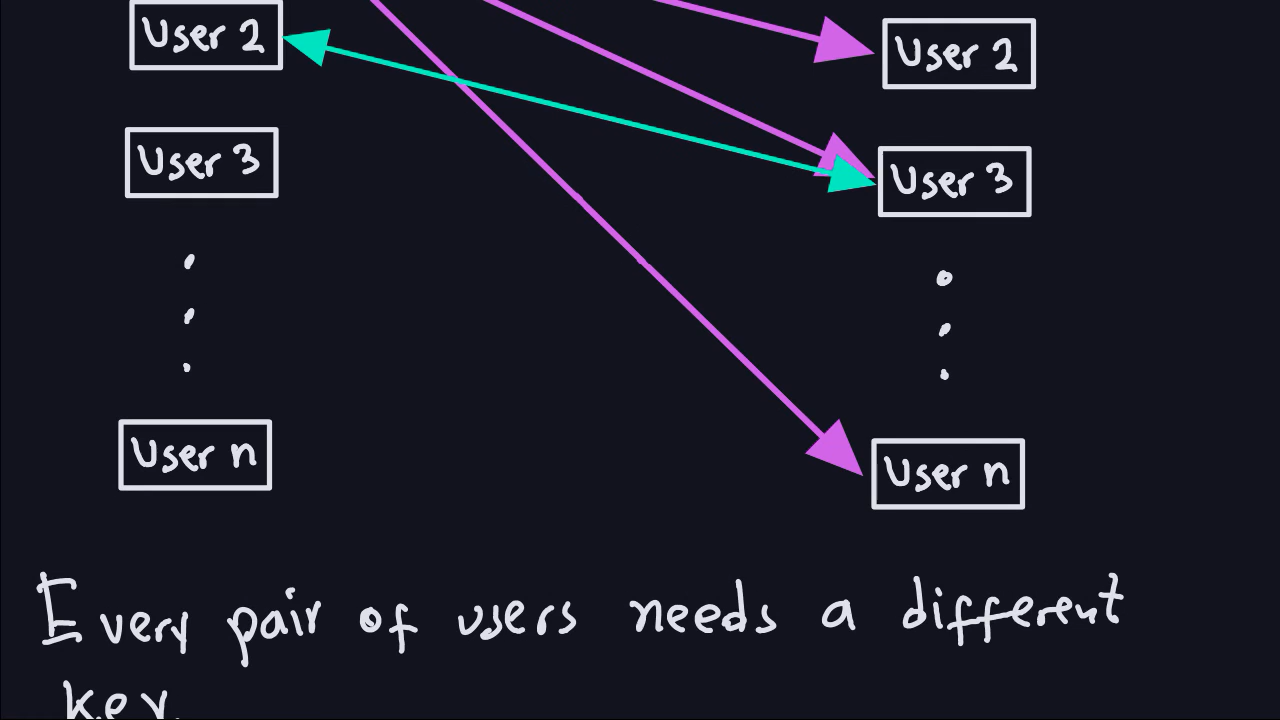 User 2
User 2
User 3
User 3
User n
User n
Every pair of users needs a different
key.